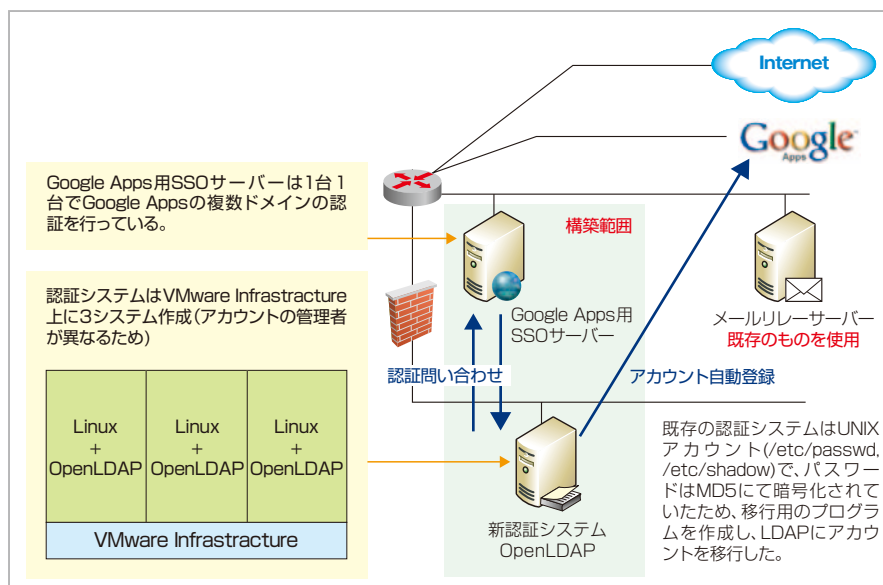 Internet
Google
Apps
Google Apps用SSOサーバーは1台1
台でGoogle Appsの複数ドメインの認
証を行っている。
構築範囲
認証システムはVMware Infrastracture
上に3システム作成(アカウントの管理者
が異なるため)
Google Apps用
SSOサーバー
メールリレーサーバー
既存のものを使用
認証問い合わせ
アカウント自動登録
Linux
+
OpenLDAP
Linux
+
OpenLDAP
Linux
+
OpenLDAP
VMware Infrastracture
新認証システム
OpenLDAP
既存の認証システムはUNIX
アカウント(/etc/passwd,
/etc/shadow)で、パスワー
ドはMD5にて暗号化されて
いたため、移行用のプログラ
ムを作成し、LDAPにアカウ
ントを移行した。